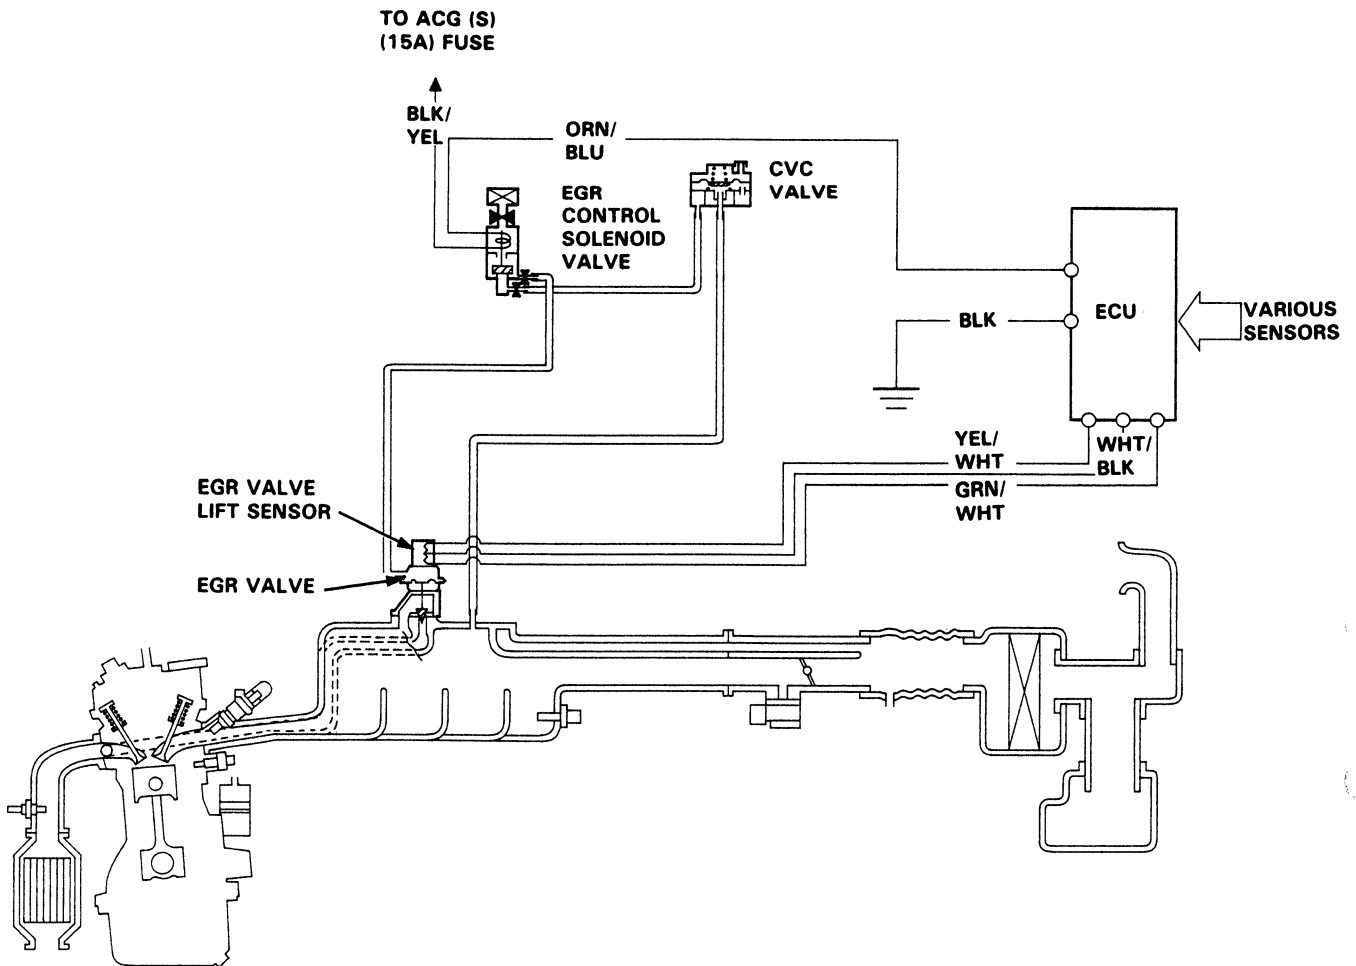 TO ACG (S)
(15A) FUSE
BLK/
YEL
ORN/
BLU
CVC
VALVE
EGR
CONTROL
SOLENOID
VALVE
ECU
VARIOUS
SENSORS
BLK
YEL/
WHT
WHT/
BLK
GRN/
WHT
EGR VALVE
LIFT SENSOR
EGR VALVE